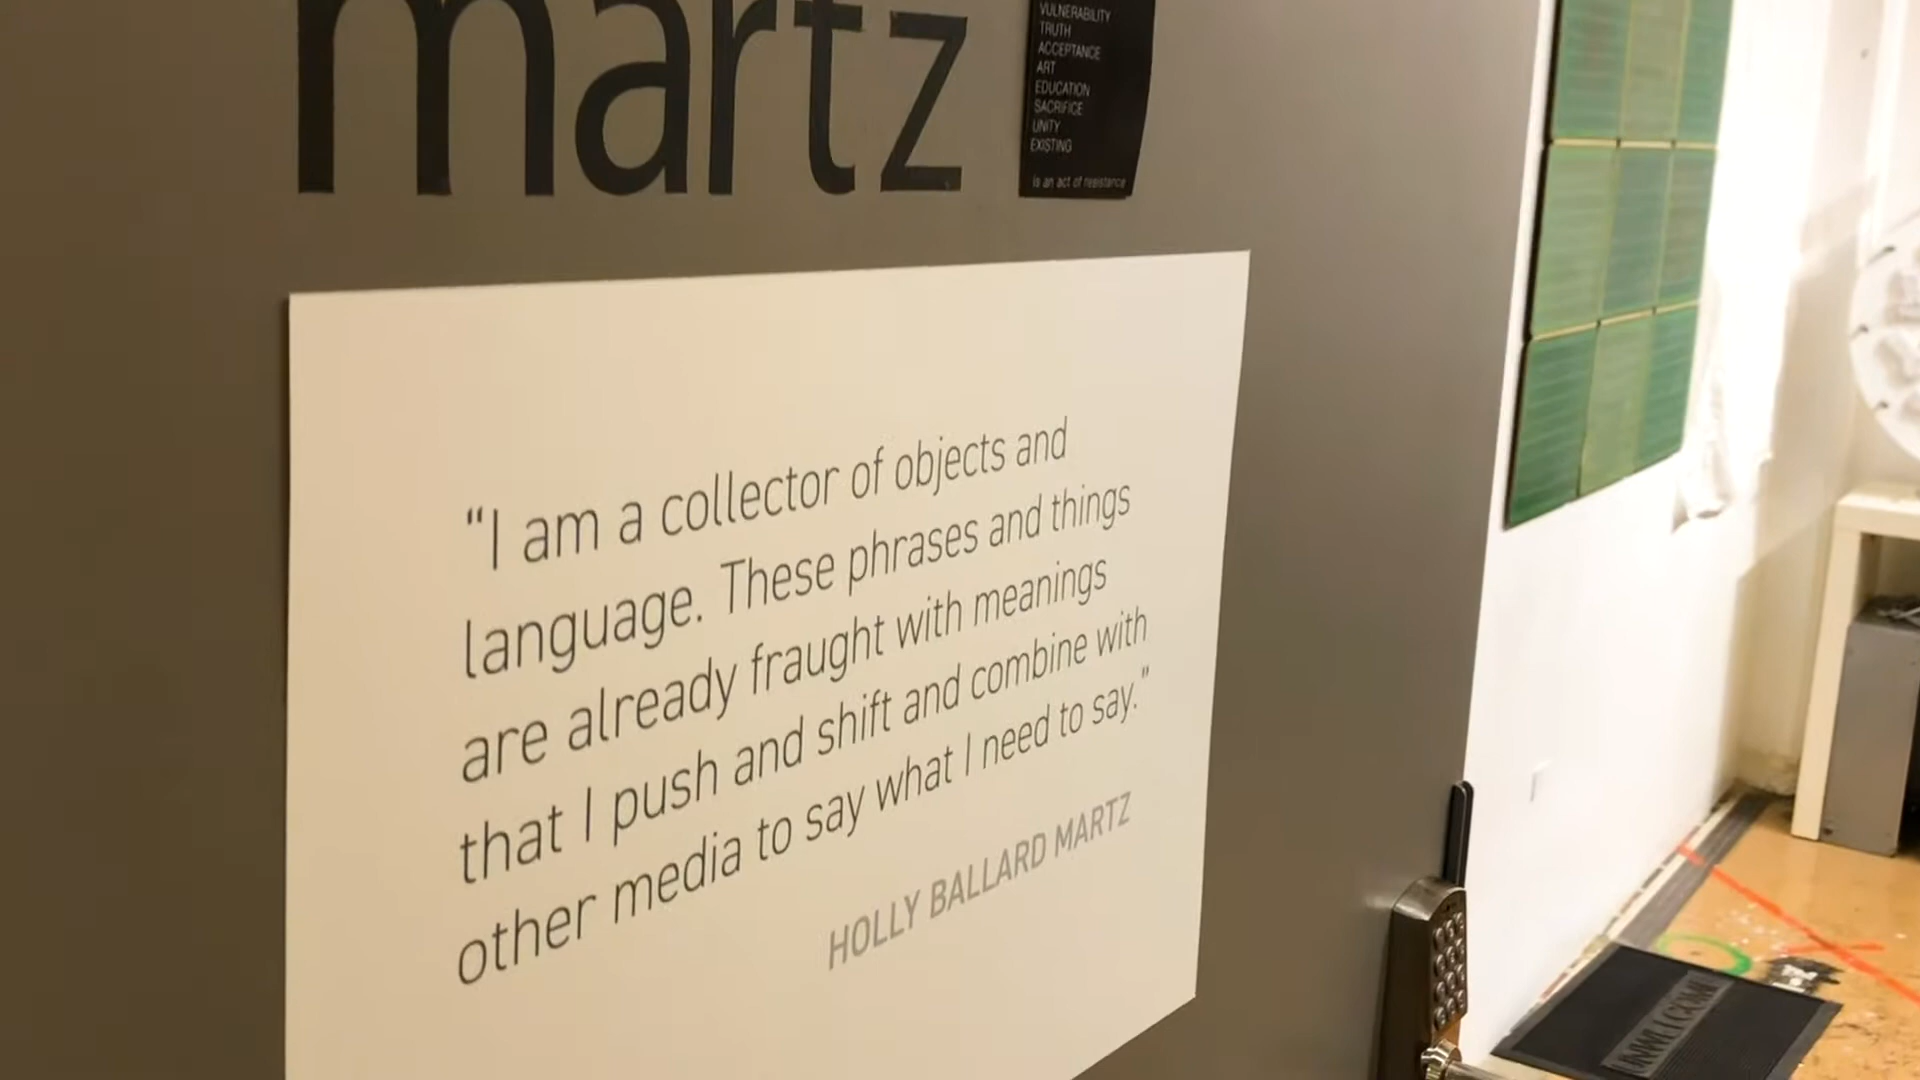 martz
VULNERABILITY
TRUTH
ACCEPTANCE
ART
EDUCATION
SACRIFICE
UNITY
EXISTING
is an act of resistance
“I am a collector of objects and
language. These phrases and things
are already fraught with meanings
that I push and shift and combine with
other media to say what I need to say.”
HOLLY BALLARD MARTZ
UNWELCOME